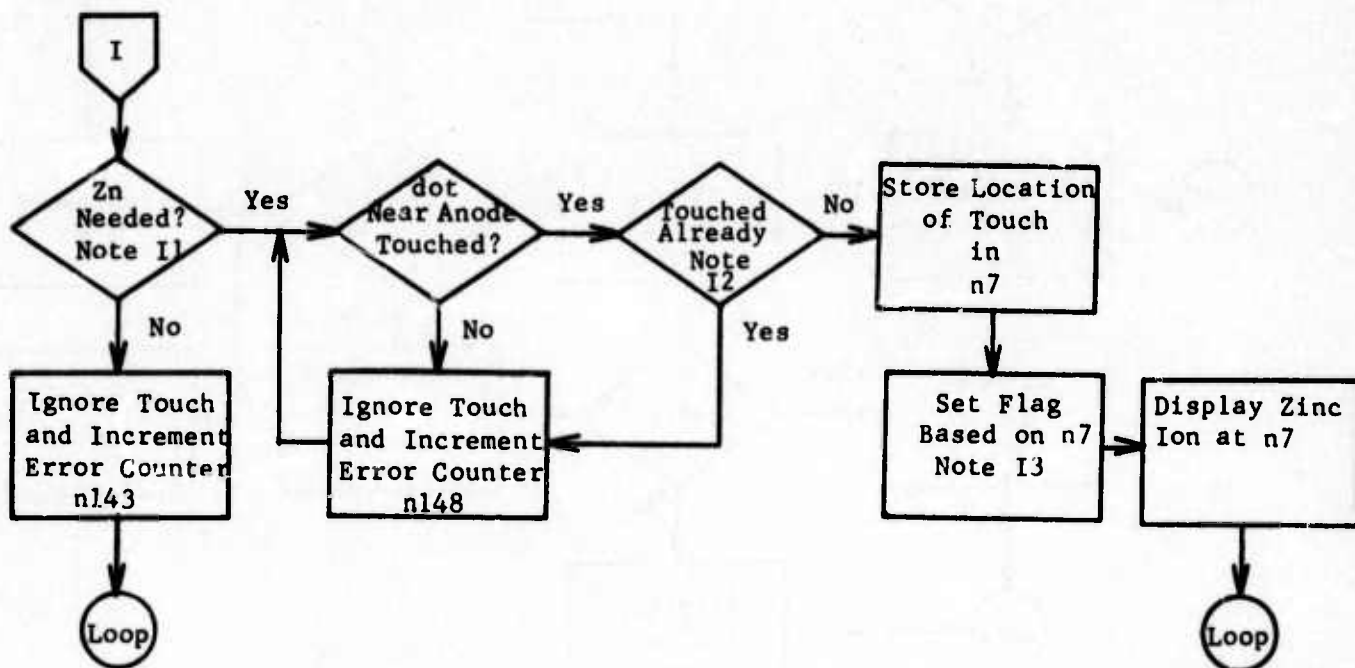 I
Zn
Needed?
Note I1
Yes
No
dot
Near Anode
Touched?
Yes
No
Touched
Already
Note
I2
No
Yes
Store Location
of Touch
in
n7
Ignore Touch
and Increment
Error Counter
n143
Ignore Touch
and Increment
Error Counter
n148
Set Flag
Based on n7
Note I3
Display Zinc
Ion at n7
Loop
Loop